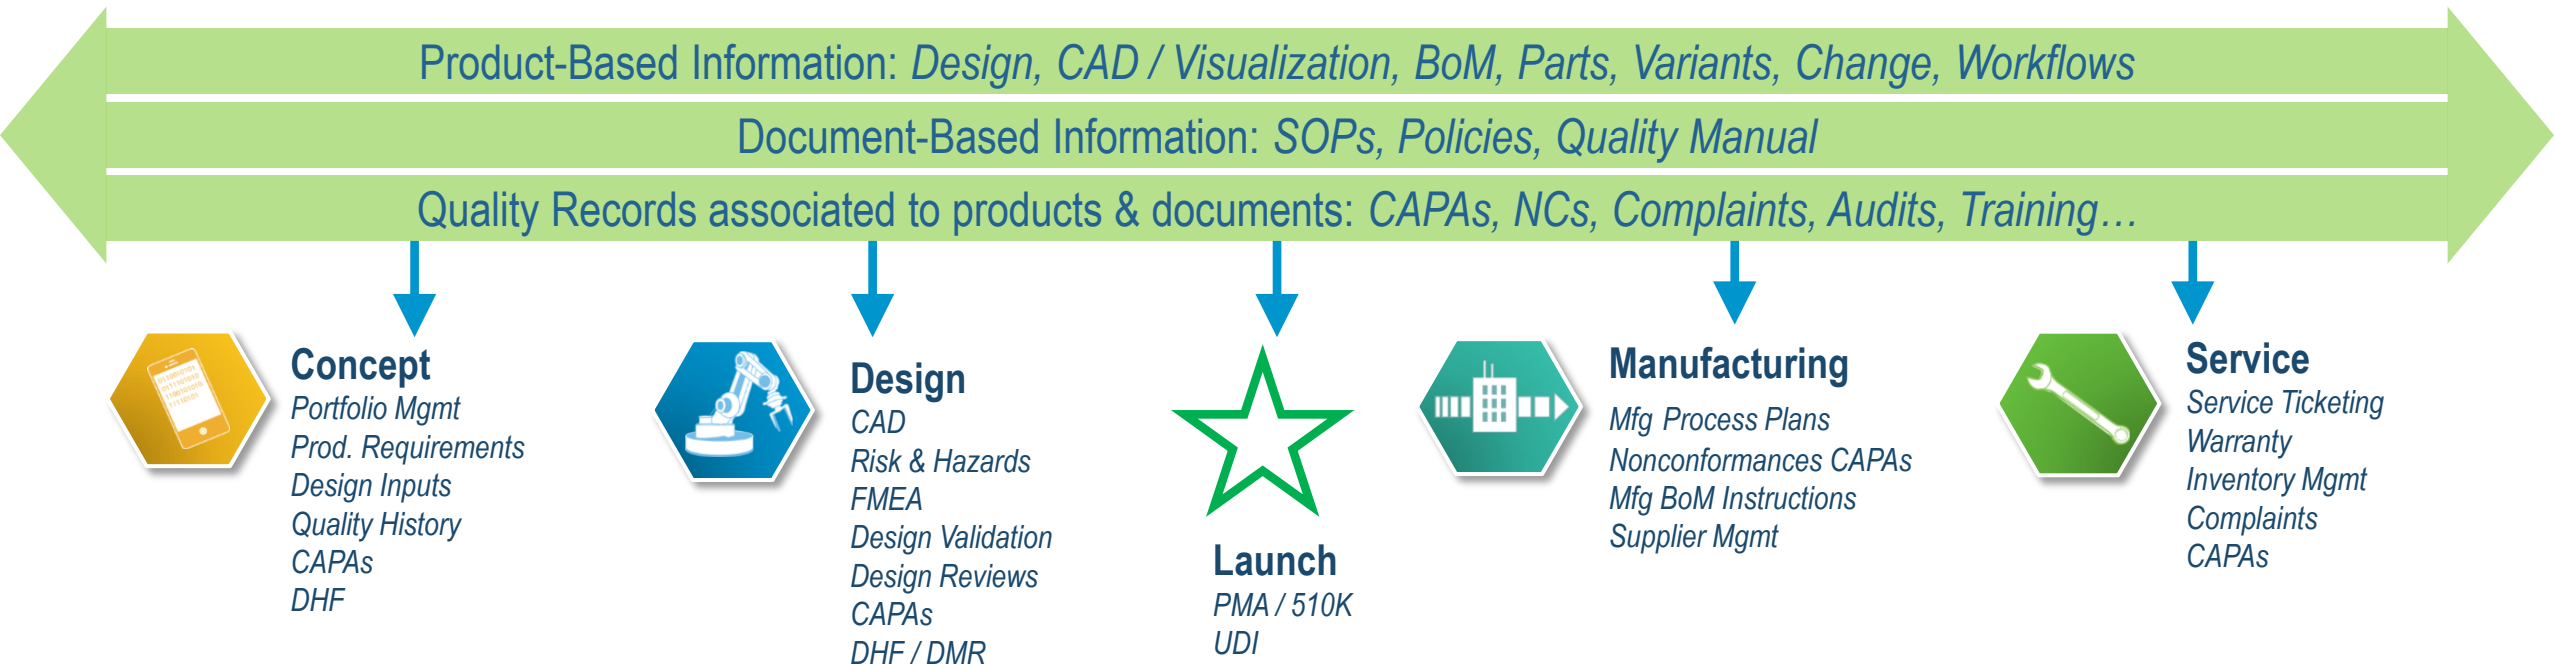 Product-Based Information: Design, CAD / Visualization, BoM, Parts, Variants, Change, Workflows
Document-Based Information: SOPs, Policies, Quality Manual
Quality Records associated to products & documents: CAPAs, NCs, Complaints, Audits, Training…
Concept
Portfolio Mgmt
Prod. Requirements
Design Inputs
Quality History
CAPAs
DHF
Design
CAD
Risk & Hazards
FMEA
Design Validation
Design Reviews
CAPAs
DHF / DMR
Launch
PMA / 510K
UDI
Manufacturing
Mfg Process Plans
Nonconformances CAPAs
Mfg BoM Instructions
Supplier Mgmt
Service
Service Ticketing
Warranty
Inventory Mgmt
Complaints
CAPAs